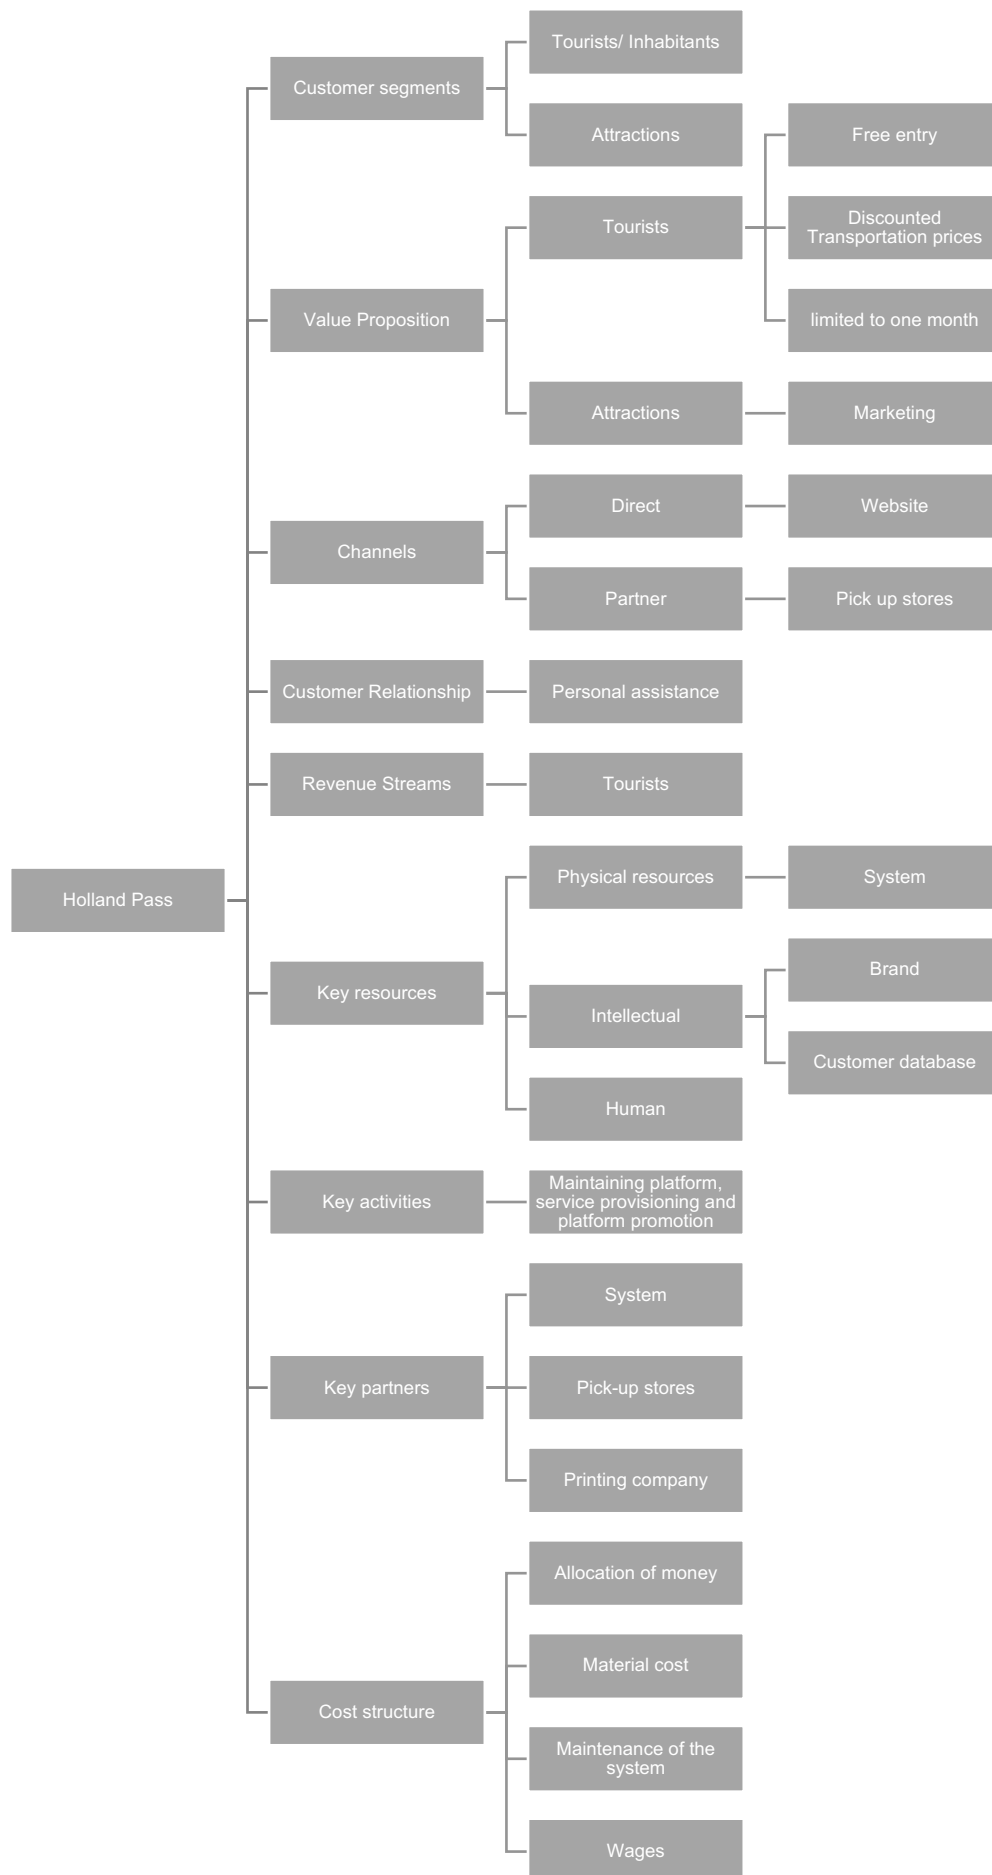 Holland Pass
Customer segments
Tourists/ Inhabitants
Attractions
Value Proposition
Tourists
Free entry
Discounted
Transportation prices
limited to one month
Attractions
Marketing
Channels
Direct
Website
Partner
Pick up stores
Customer Relationship
Personal assistance
Revenue Streams
Tourists
Key resources
Physical resources
System
Intellectual
Brand
Customer database
Human
Key activities
Maintaining platform,
service provisioning and
platform promotion
Key partners
System
Pick-up stores
Printing company
Cost structure
Allocation of money
Material cost
Maintenance of the
system
Wages